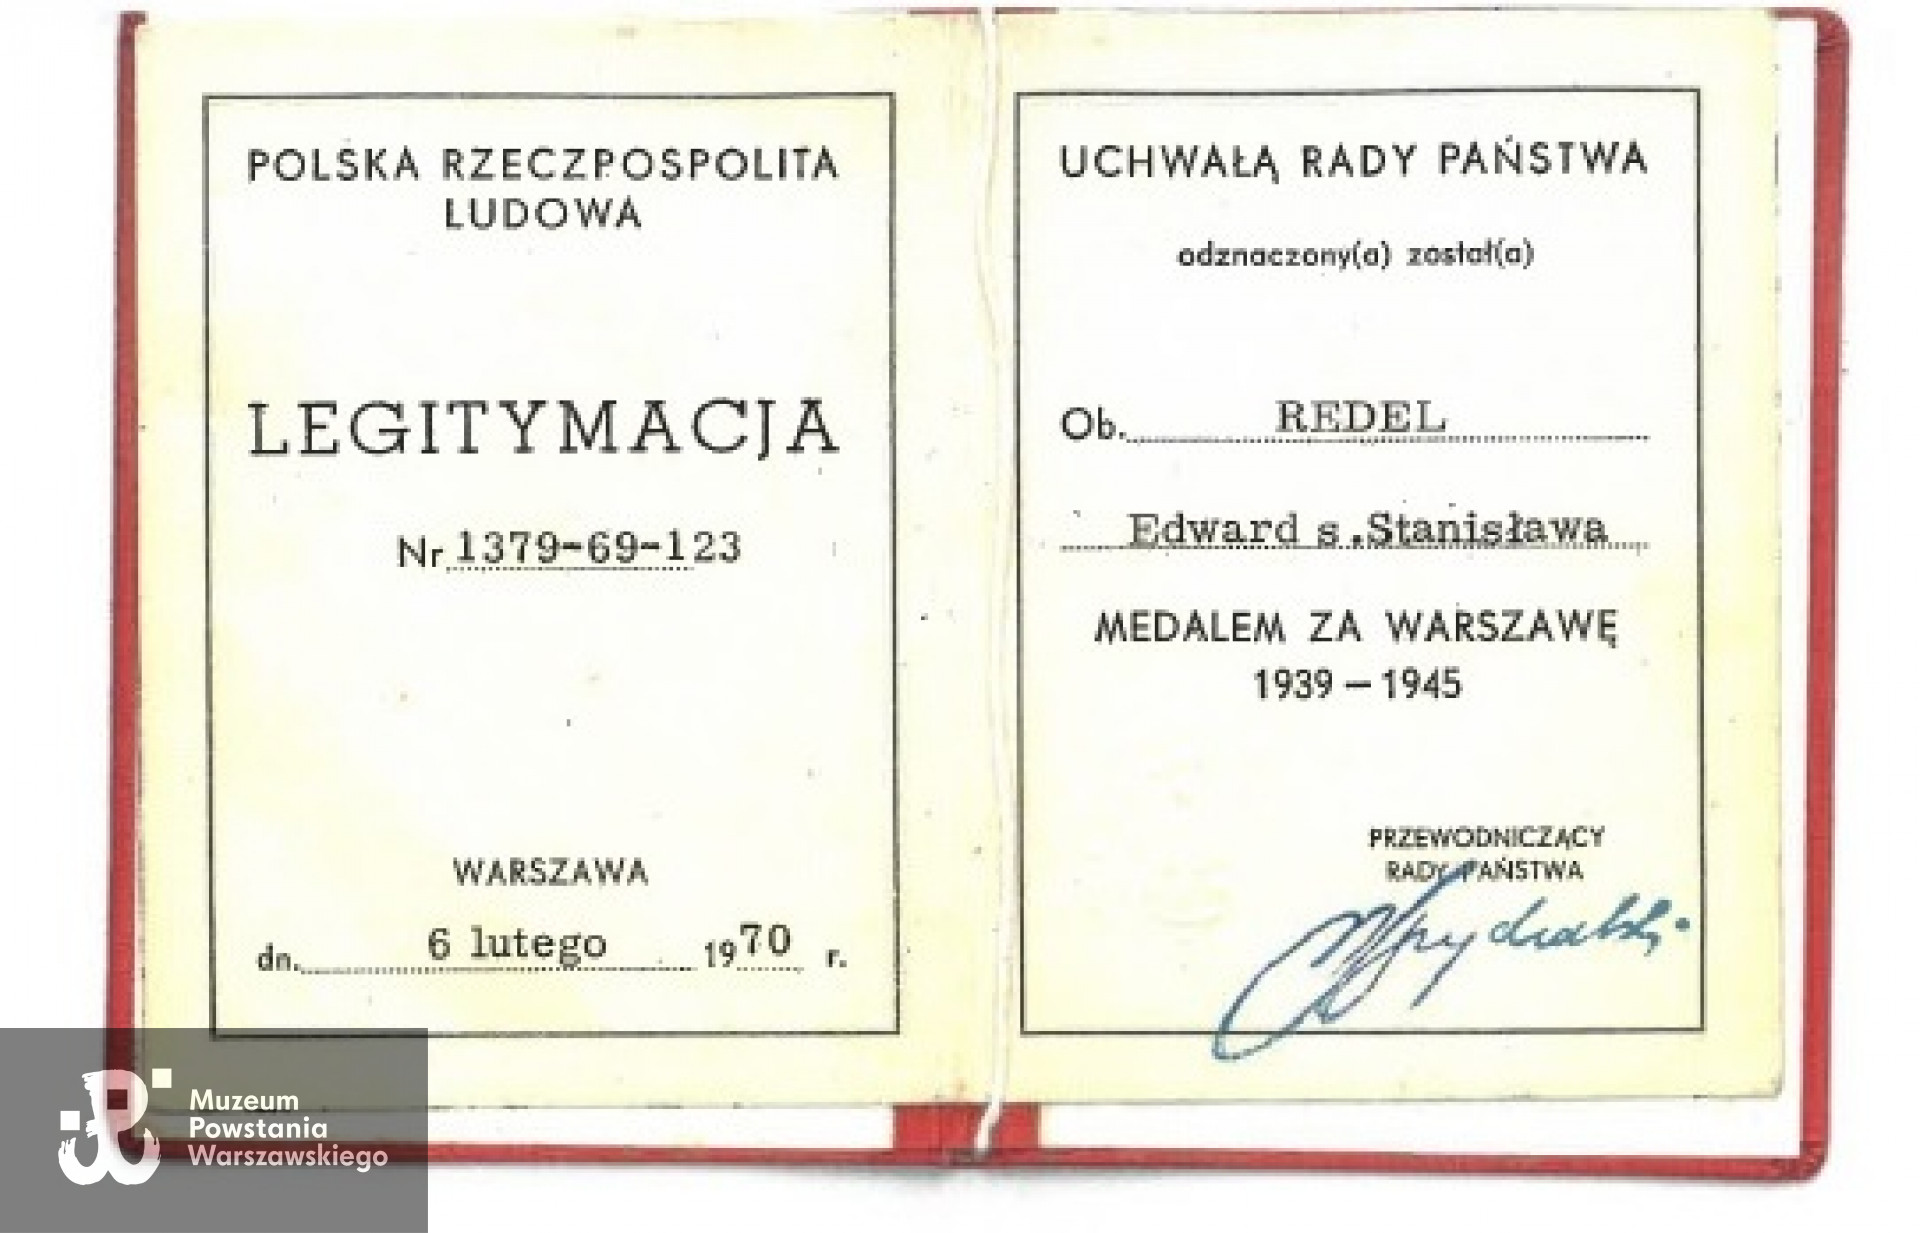 POLSKA RZECZPOSPOLITA
LUDOWA
LEGITYMACJA
Nr 1379-69-123
WARSZAWA
dn. 6 lutego 1970 r.
UCHWAŁĄ RADY PAŃSTWA
odznaczony(a) został(a)
Ob. REDEL
Edward s.Stanisława
MEDALEM ZA WARSZAWĘ
1939 – 1945
PRZEWODNICZĄCY
RADY PAŃSTWA
Muzeum
Powstania
Warszawskiego